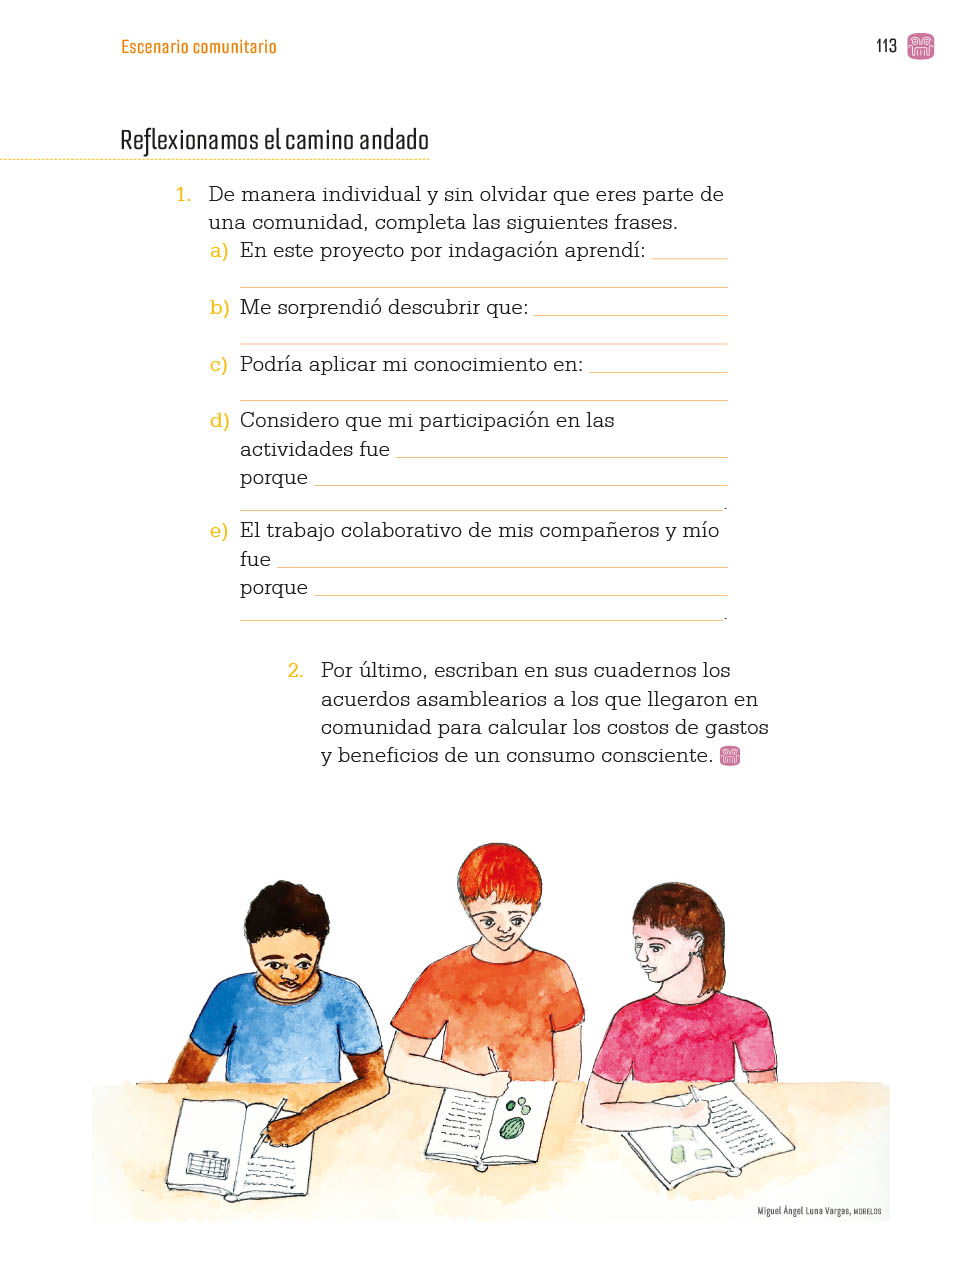 Escenario comunitario
113
Reflexionamos el camino andado
1. De manera individual y sin olvidar que eres parte de
una comunidad, completa las siguientes frases.
a) En este proyecto por indagación aprendí:
b) Me sorprendió descubrir que:
c) Podría aplicar mi conocimiento en:
d) Considero que mi participación en las
actividades fue
porque
.
e) El trabajo colaborativo de mis compañeros y mío
fue
porque
.
2. Por último, escriban en sus cuadernos los
acuerdos asamblearios a los que llegaron en
comunidad para calcular los costos de gastos
y beneficios de un consumo consciente.
Miguel Ángel Luna Vargas, MORELOS